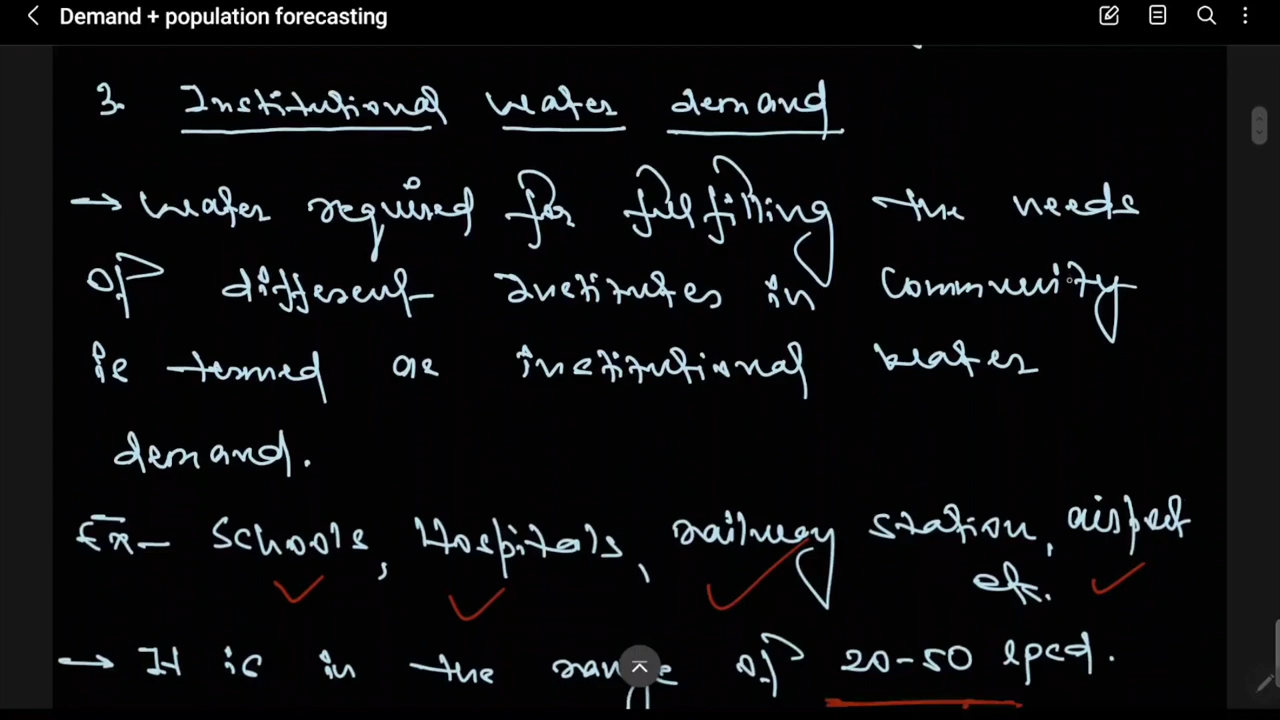 Demand + population forecasting
3. Institutional water demand
→ water required for fulfilling the needs
of different institutes in community
is termed as institutional water
demand.
Ex- Schools, Hospitals, railway station, airport
etc.
→ It is in the range of 20-50 lpcd.